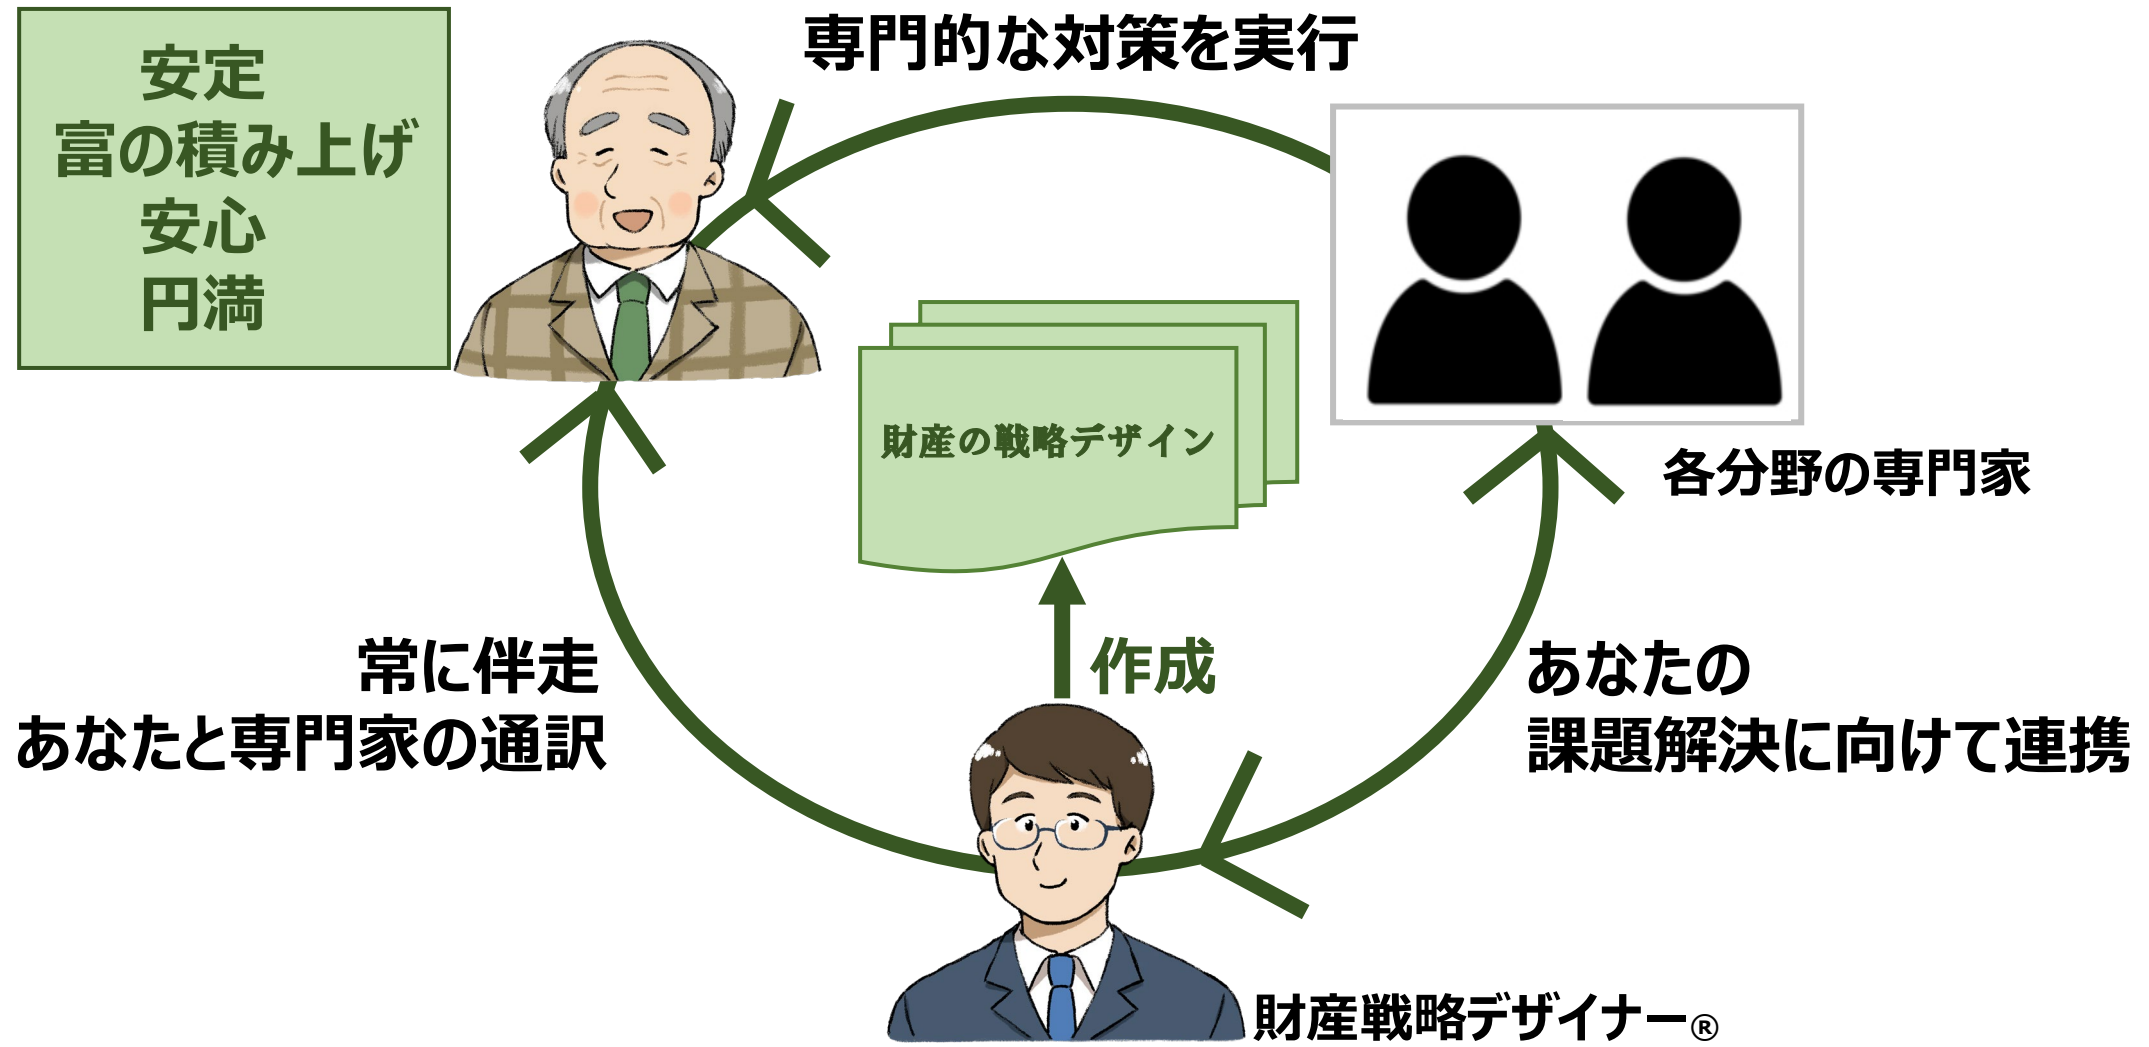 専門的な対策を実行
安定
富の積み上げ
安心
円満
財産の戦略デザイン
各分野の専門家
作成
常に伴走
あなたと専門家の通訳
あなたの
課題解決に向けて連携
財産戦略デザイナー®